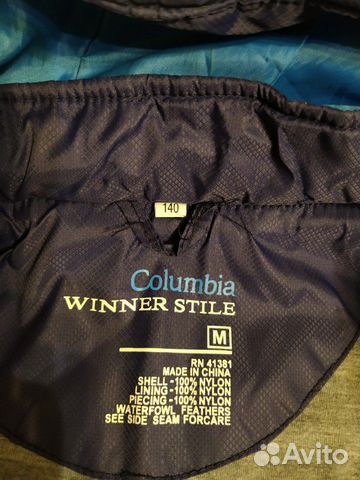 140
Columbia
WINNER STILE
M
RN 41381
MADE IN CHINA
SHELL -100% NYLON
LINING -100% NYLON
PIECING -100% NYLON
WATERFOWL FEATHERS
SEE SIDE SEAM FORCARE
Avito